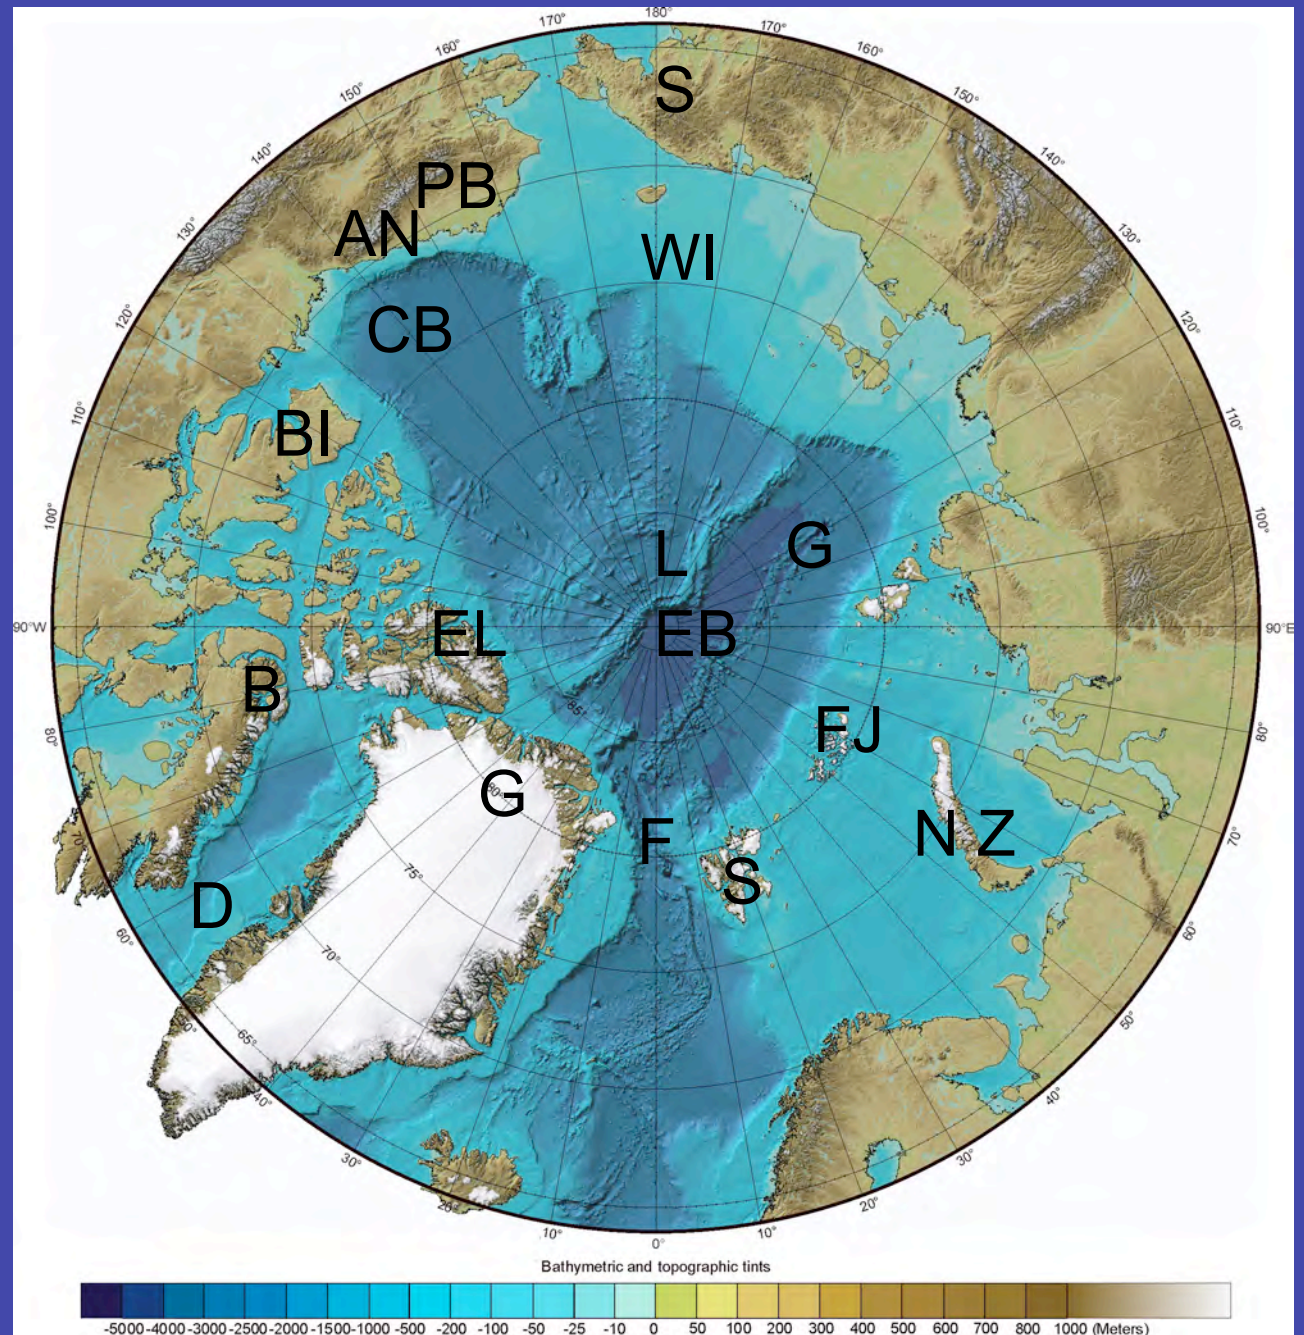 180°
170° 170°
160° 160°
150° 150°
140° 140°
130° 130°
120° 120°
110° 110°
100° 100°
90°W 90°E
80° 80°
70°
60° 60°
50° 50°
40° 40°
30° 30°
20° 20°
10° 0° 10°
S
PB
AN
WI
CB
BI
L
G
EL
EB
B
85°
FJ
G
80°
F
N Z
75°
S
D
70°
65°
Bathymetric and topographic tints
-5000 -4000 -3000 -2500 -2000 -1500 -1000 -500 -200 -100 -50 -25 -10 0 50 100 200 300 400 500 600 700 800 1000 (Meters)